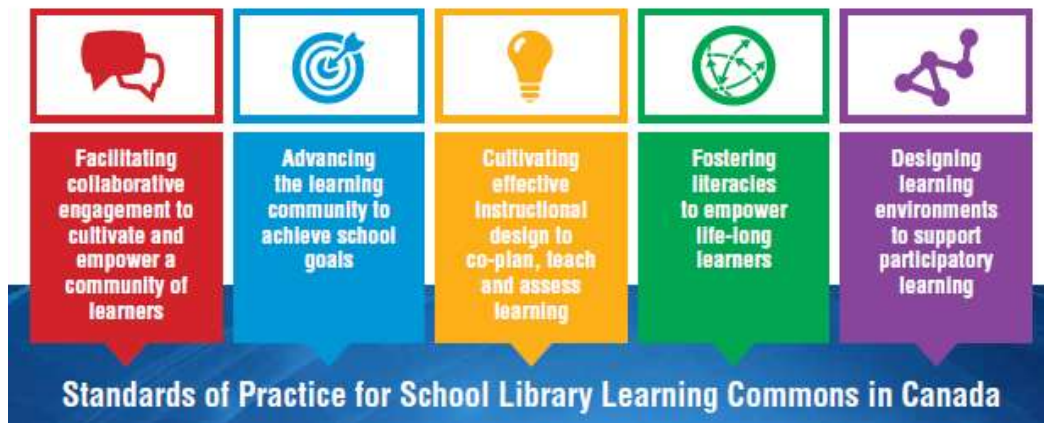 Facilitating
collaborative
engagement to
cultivate and
empower a
community of
learners
Advancing
the learning
community to
achieve school
goals
Cultivating
effective
instructional
design to
co-plan, teach
and assess
learning
Fostering
literacies
to empower
life-long
learners
Designing
learning
environments
to support
participatory
learning
Standards of Practice for School Library Learning Commons in Canada